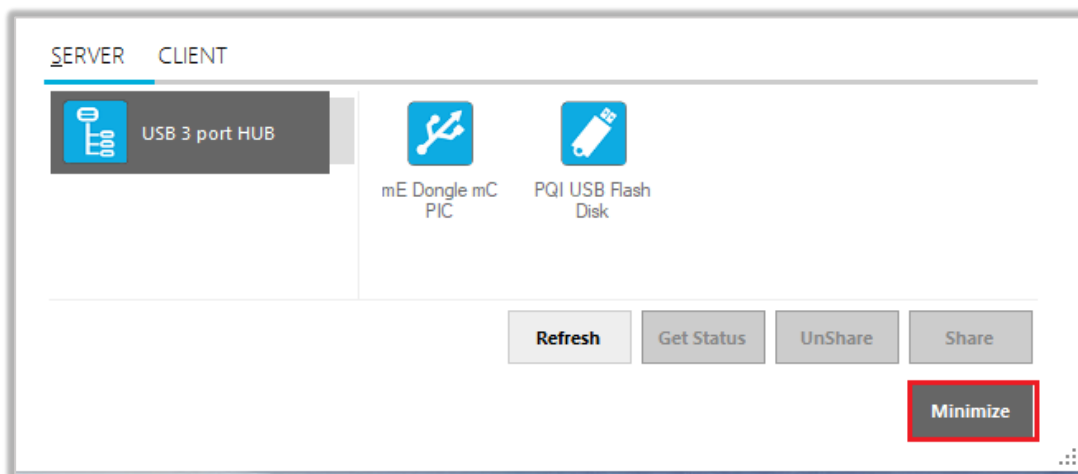 SERVER CLIENT
USB 3 port HUB
mE Dongle mC
PIC
PQI USB Flash
Disk
Refresh Get Status UnShare Share
Minimize